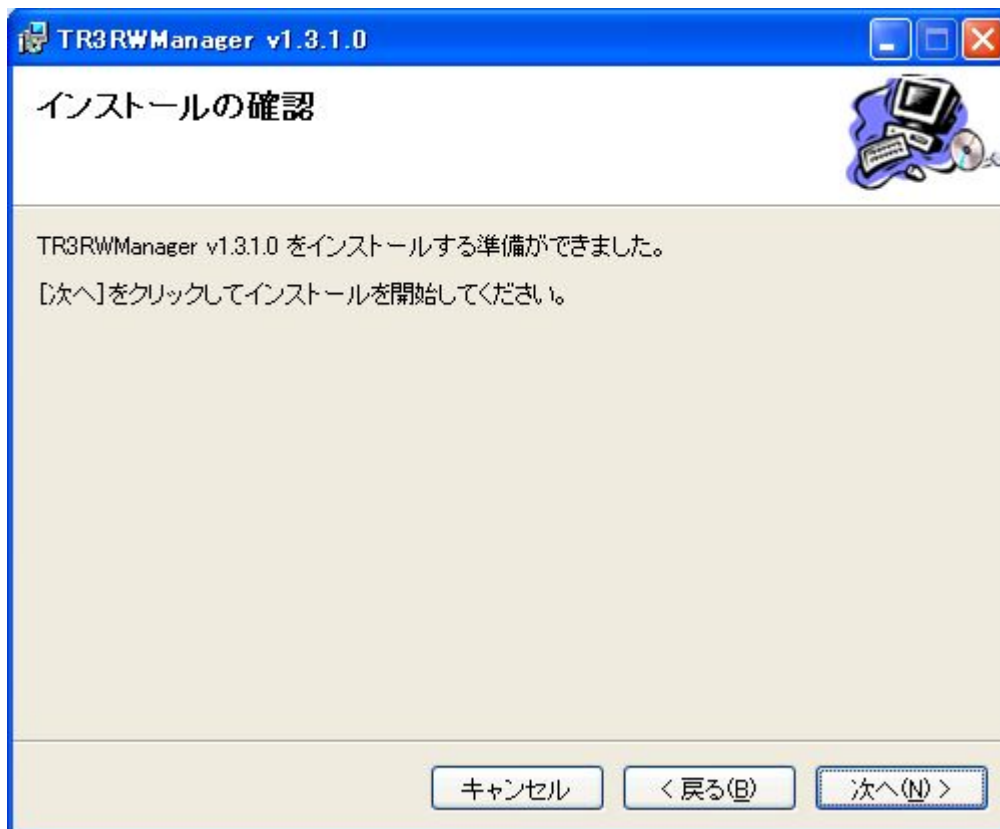 TR3RWManager v1.3.1.0
インストールの確認
TR3RWManager v1.3.1.0 をインストールする準備ができました。
[次へ]をクリックしてインストールを開始してください。
キャンセル
< 戻る(B)
次へ(N) >